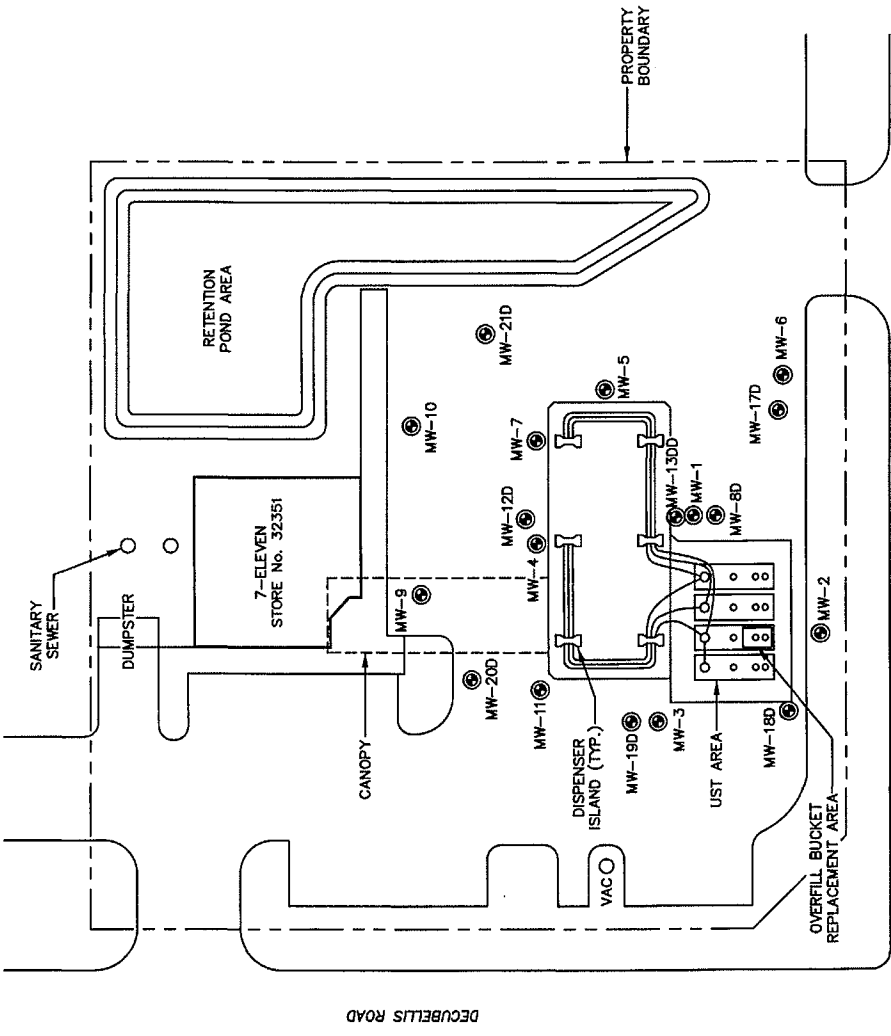 PROPERTY
BOUNDARY
SANITARY
SEWER
DUMPSTER
RETENTION
POND AREA
7-ELEVEN
STORE No. 32351
MW-21D
MW-10
MW-9
MW-5
MW-7
MW-12D
MW-4
MW-6
MW-17D
MW-13DD
MW-1
MW-8D
CANOPY
MW-20D
MW-11
MW-2
DISPENSER
ISLAND (TYP.)
MW-19D
MW-3
UST AREA
MW-18D
VAC
OVERFILL BUCKET
REPLACEMENT AREA
DECUBELLIS ROAD